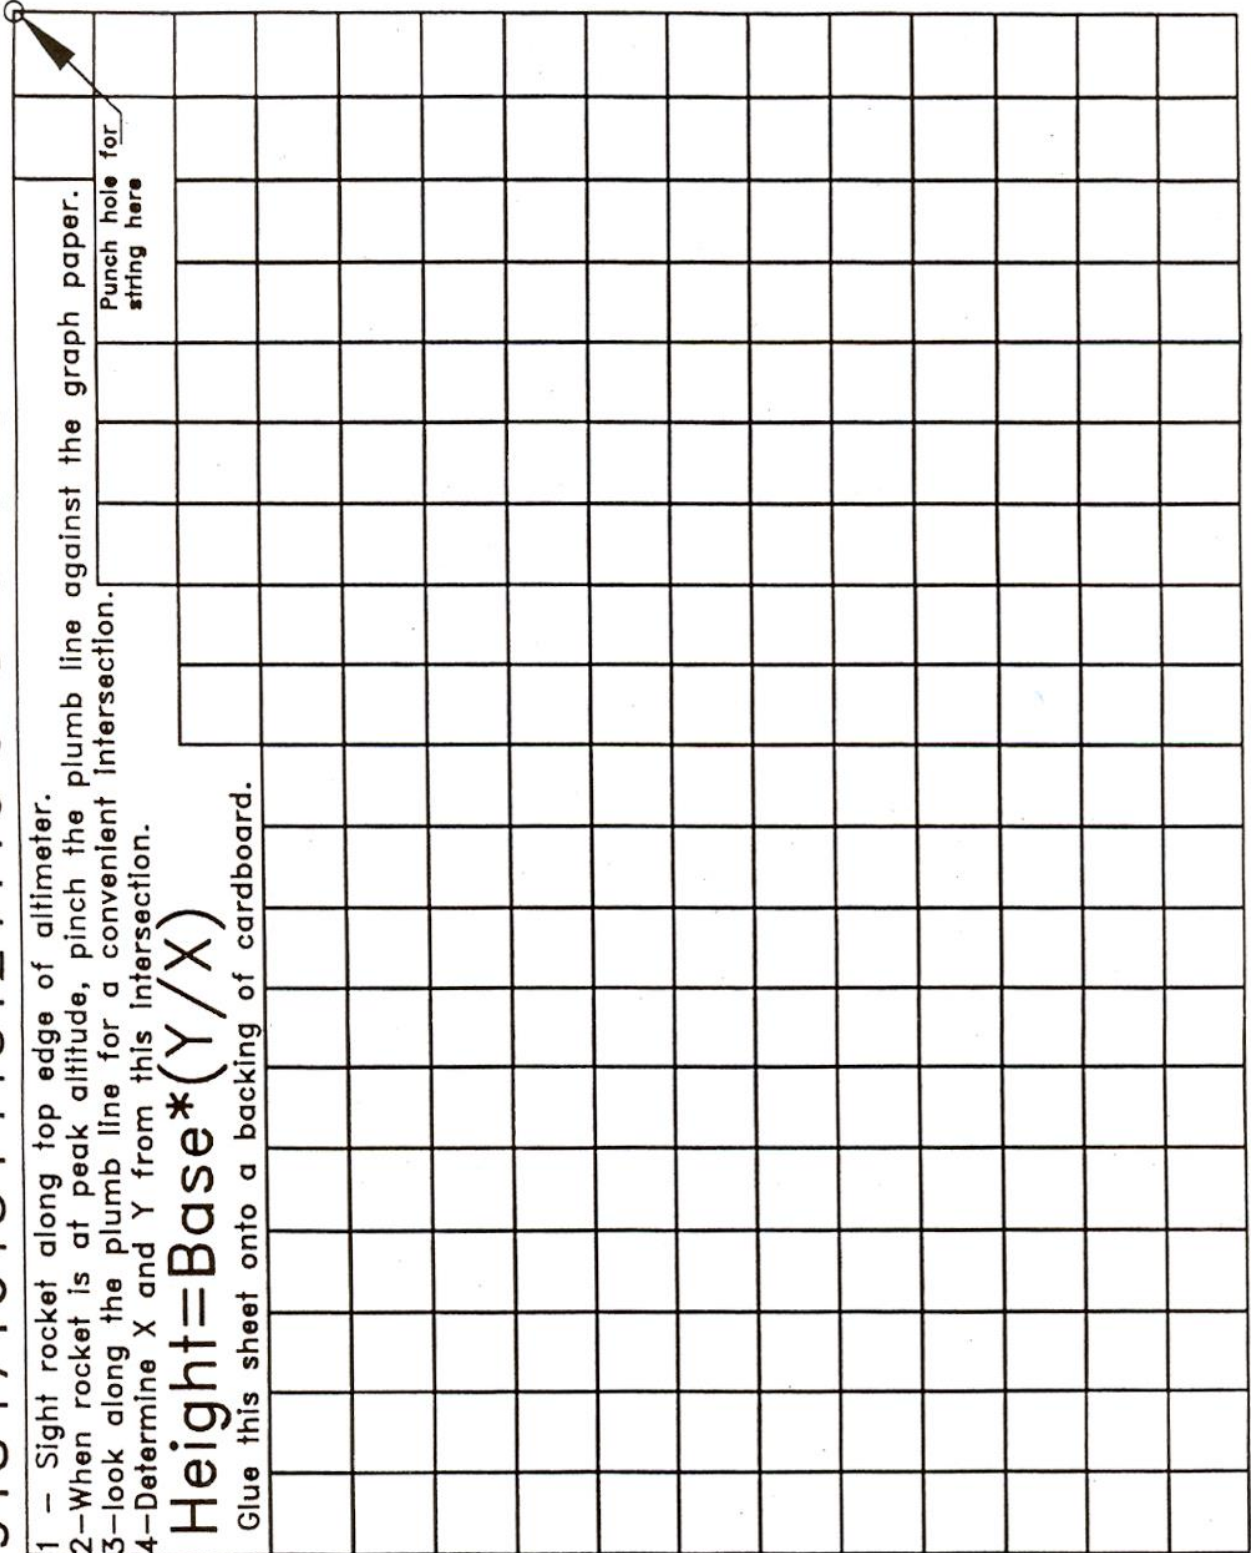 1 – Sight rocket along top edge of altimeter.
2–When rocket is at peak altitude, pinch the plumb line against the graph paper.
3–look along the plumb line for a convenient intersection.
4–Determine X and Y from this intersection.
Height=Base*(Y/X)
Glue this sheet onto a backing of cardboard.
Punch hole for
string here